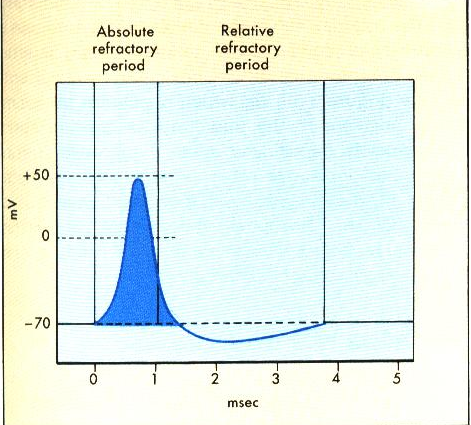 Absolute
refractory
period
Relative
refractory
period
+50
mV
0
-70
0 1 2 3 4 5
msec